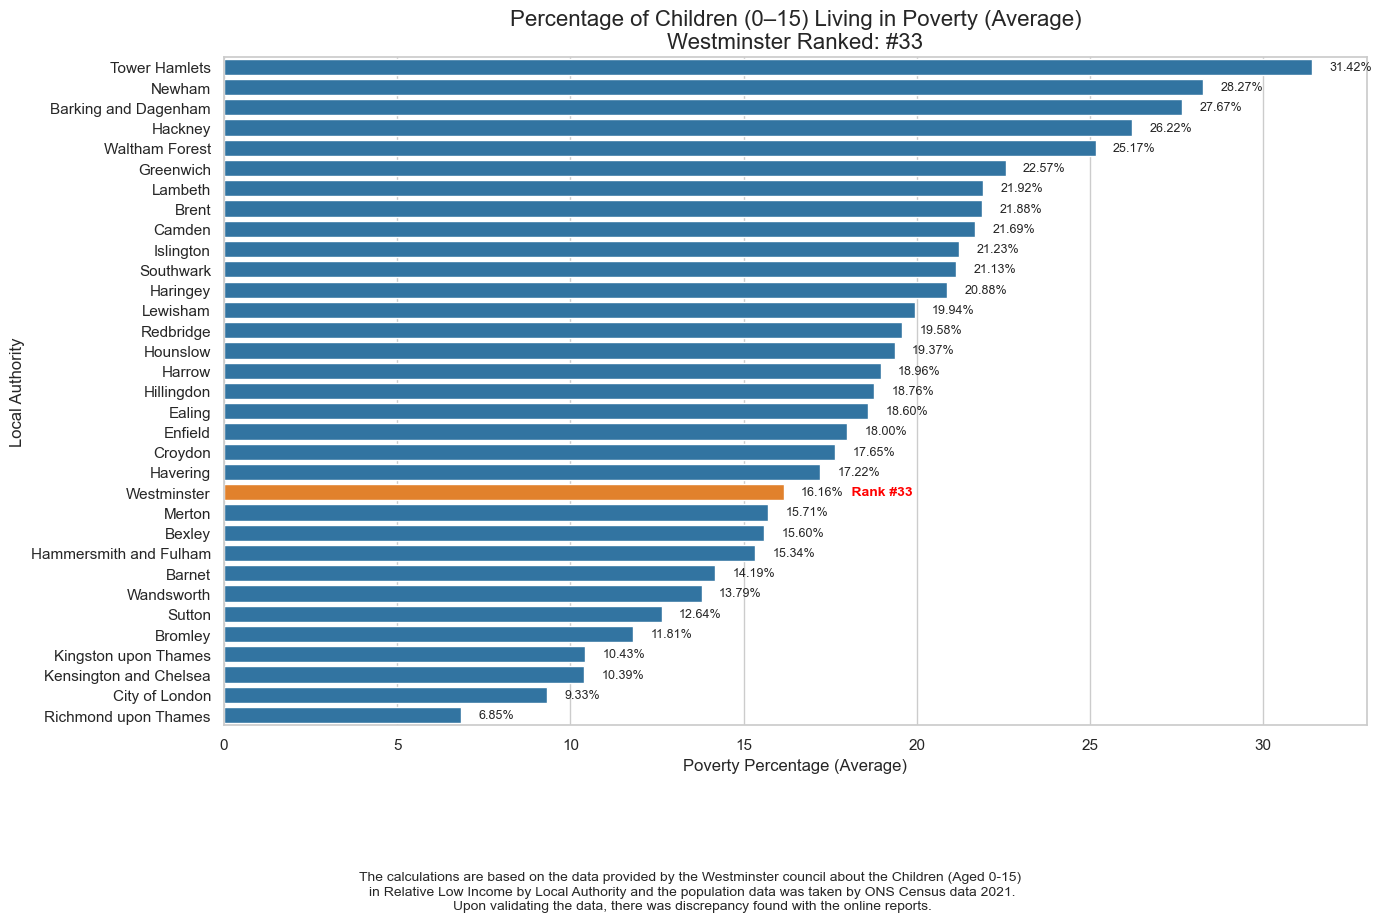 Percentage of Children (0–15) Living in Poverty (Average)
Westminster Ranked: #33
Local Authority
Tower Hamlets 31.42%
Newham 28.27%
Barking and Dagenham 27.67%
Hackney 26.22%
Waltham Forest 25.17%
Greenwich 22.57%
Lambeth 21.92%
Brent 21.88%
Camden 21.69%
Islington 21.23%
Southwark 21.13%
Haringey 20.88%
Lewisham 19.94%
Redbridge 19.58%
Hounslow 19.37%
Harrow 18.96%
Hillingdon 18.76%
Ealing 18.60%
Enfield 18.00%
Croydon 17.65%
Havering 17.22%
Westminster 16.16% Rank #33
Merton 15.71%
Bexley 15.60%
Hammersmith and Fulham 15.34%
Barnet 14.19%
Wandsworth 13.79%
Sutton 12.64%
Bromley 11.81%
Kingston upon Thames 10.43%
Kensington and Chelsea 10.39%
City of London 9.33%
Richmond upon Thames 6.85%
0 5 10 15 20 25 30
Poverty Percentage (Average)
The calculations are based on the data provided by the Westminster council about the Children (Aged 0-15)
in Relative Low Income by Local Authority and the population data was taken by ONS Census data 2021.
Upon validating the data, there was discrepancy found with the online reports.